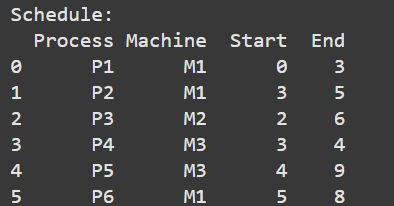 Schedule:
Process Machine Start End
0 P1 M1 0 3
1 P2 M1 3 5
2 P3 M2 2 6
3 P4 M3 3 4
4 P5 M3 4 9
5 P6 M1 5 8